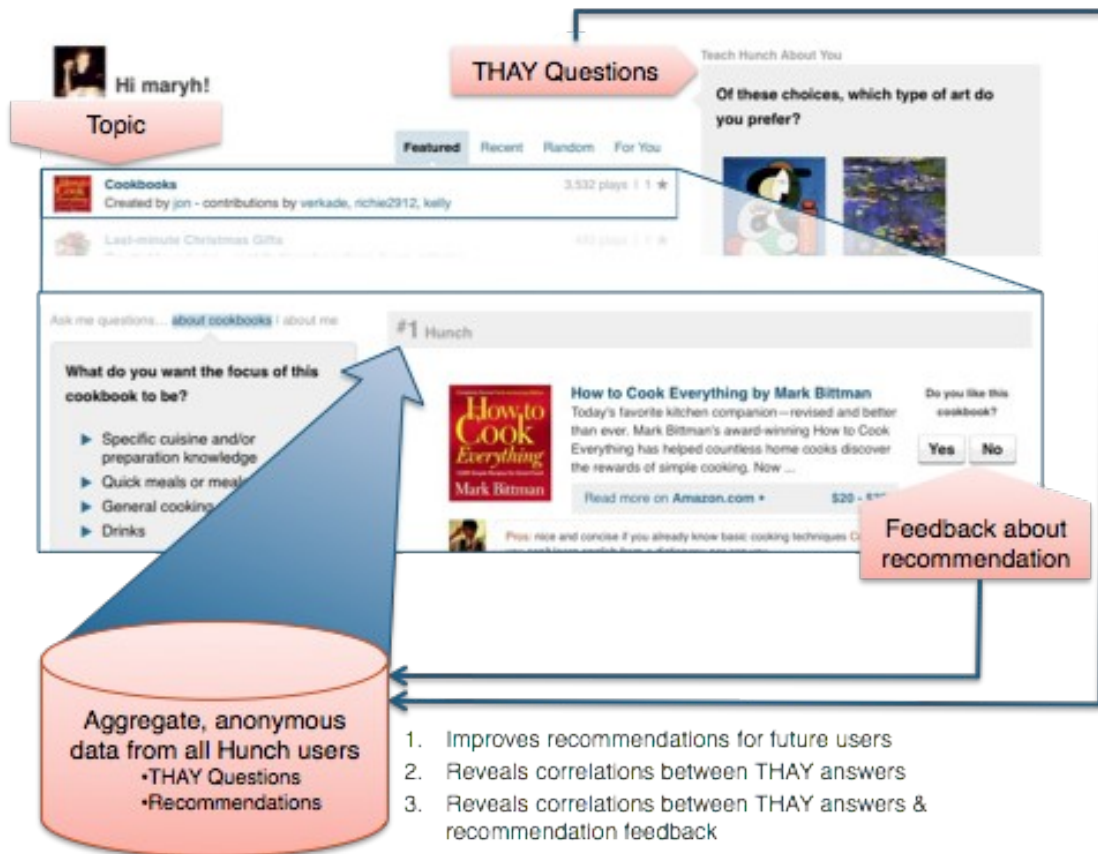 THAY Questions
Teach Hunch About You
Hi maryh!
Of these choices, which type of art do
you prefer?
Topic
Featured Recent Random For You
Cookbooks
3,532 plays | 1 ★
Created by jon - contributions by verkade, richie2912, kelly
Last-minute Christmas Gifts
Ask me questions... about cookbooks | about me
#1 Hunch
What do you want the focus of this
cookbook to be?
▶ Specific cuisine and/or
preparation knowledge
▶ Quick meals or meal
▶ General cooking
▶ Drinks
How to
Cook
Everything
Mark Bittman
How to Cook Everything by Mark Bittman
Today's favorite kitchen companion—revised and better
than ever. Mark Bittman's award-winning How to Cook
Everything has helped countless home cooks discover
the rewards of simple cooking. Now ...
Read more on Amazon.com • $20 -
Do you like this
cookbook?
Yes No
Pros: nice and concise if you already know basic cooking techniques
Feedback about
recommendation
Aggregate, anonymous
data from all Hunch users
•THAY Questions
•Recommendations
1. Improves recommendations for future users
2. Reveals correlations between THAY answers
3. Reveals correlations between THAY answers &
recommendation feedback